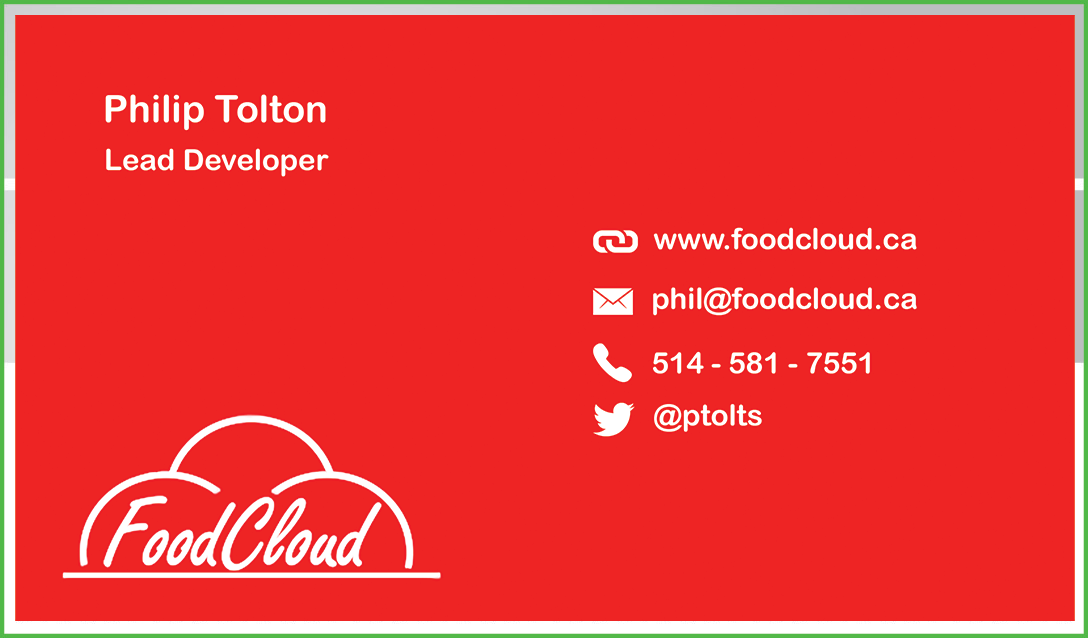 Philip Tolton
Lead Developer
www.foodcloud.ca
phil@foodcloud.ca
514 - 581 - 7551
@ptolts
FoodCloud